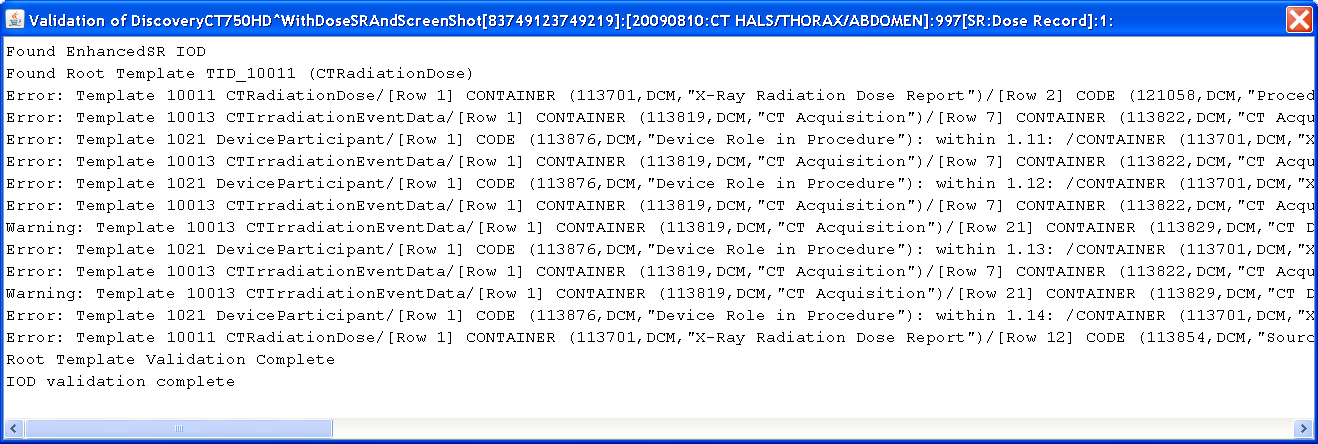 Validation of DiscoveryCT750HD^WithDoseSRAndScreenShot[83749123749219]:[20090810:CT HALS/THORAX/ABDOMEN]:997[SR:Dose Record]:1:
Found EnhancedSR IOD
Found Root Template TID_10011 (CTRadiationDose)
Error: Template 10011 CTRadiationDose/[Row 1] CONTAINER (113701,DCM,"X-Ray Radiation Dose Report")/[Row 2] CODE (121058,DCM,"Proced
Error: Template 10013 CTIrradiationEventData/[Row 1] CONTAINER (113819,DCM,"CT Acquisition")/[Row 7] CONTAINER (113822,DCM,"CT Acqu
Error: Template 1021 DeviceParticipant/[Row 1] CODE (113876,DCM,"Device Role in Procedure"): within 1.11: /CONTAINER (113701,DCM,"X
Error: Template 10013 CTIrradiationEventData/[Row 1] CONTAINER (113819,DCM,"CT Acquisition")/[Row 7] CONTAINER (113822,DCM,"CT Acqu
Error: Template 1021 DeviceParticipant/[Row 1] CODE (113876,DCM,"Device Role in Procedure"): within 1.12: /CONTAINER (113701,DCM,"X
Error: Template 10013 CTIrradiationEventData/[Row 1] CONTAINER (113819,DCM,"CT Acquisition")/[Row 7] CONTAINER (113822,DCM,"CT Acqu
Warning: Template 10013 CTIrradiationEventData/[Row 1] CONTAINER (113819,DCM,"CT Acquisition")/[Row 21] CONTAINER (113829,DCM,"CT D
Error: Template 1021 DeviceParticipant/[Row 1] CODE (113876,DCM,"Device Role in Procedure"): within 1.13: /CONTAINER (113701,DCM,"X
Error: Template 10013 CTIrradiationEventData/[Row 1] CONTAINER (113819,DCM,"CT Acquisition")/[Row 7] CONTAINER (113822,DCM,"CT Acqu
Warning: Template 10013 CTIrradiationEventData/[Row 1] CONTAINER (113819,DCM,"CT Acquisition")/[Row 21] CONTAINER (113829,DCM,"CT D
Error: Template 1021 DeviceParticipant/[Row 1] CODE (113876,DCM,"Device Role in Procedure"): within 1.14: /CONTAINER (113701,DCM,"X
Error: Template 10011 CTRadiationDose/[Row 1] CONTAINER (113701,DCM,"X-Ray Radiation Dose Report")/[Row 12] CODE (113854,DCM,"Sourc
Root Template Validation Complete
IOD validation complete